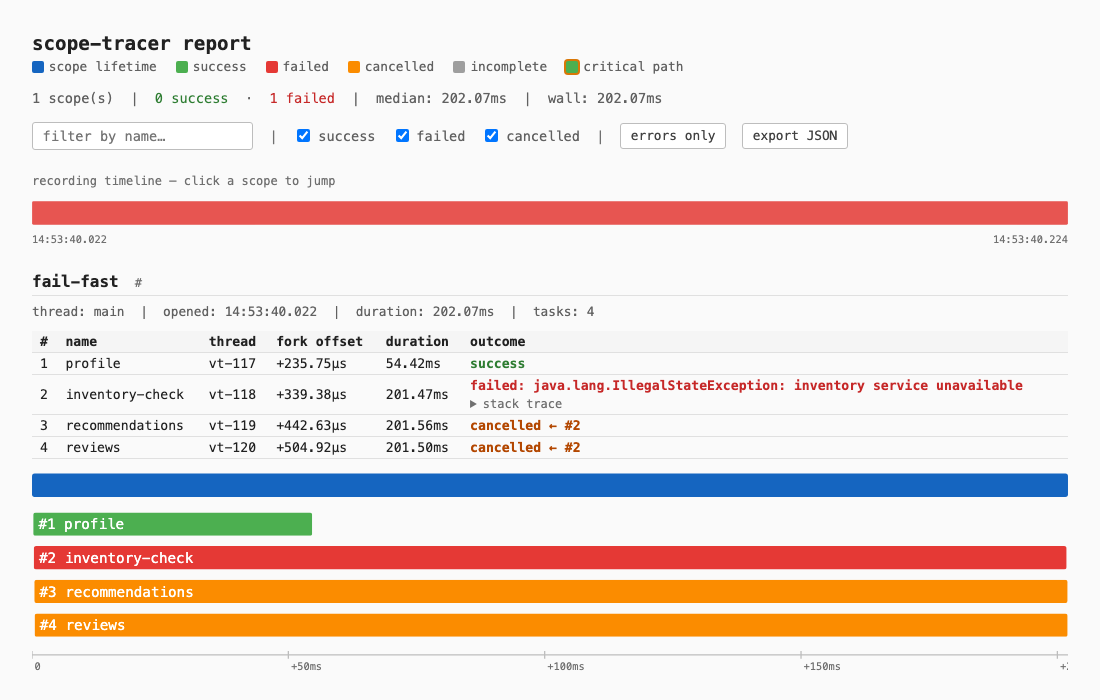 scope-tracer report
scope lifetime success failed cancelled incomplete critical path
1 scope(s) | 0 success · 1 failed | median: 202.07ms | wall: 202.07ms
filter by name… | success failed cancelled | errors only export JSON
recording timeline — click a scope to jump
14:53:40.022 14:53:40.224
fail-fast #
thread: main | opened: 14:53:40.022 | duration: 202.07ms | tasks: 4
# name thread fork offset duration outcome
1 profile vt-117 +235.75μs 54.42ms success
2 inventory-check vt-118 +339.38μs 201.47ms failed: java.lang.IllegalStateException: inventory service unavailable
▶ stack trace
3 recommendations vt-119 +442.63μs 201.56ms cancelled ← #2
4 reviews vt-120 +504.92μs 201.50ms cancelled ← #2
#1 profile
#2 inventory-check
#3 recommendations
#4 reviews
0 +50ms +100ms +150ms